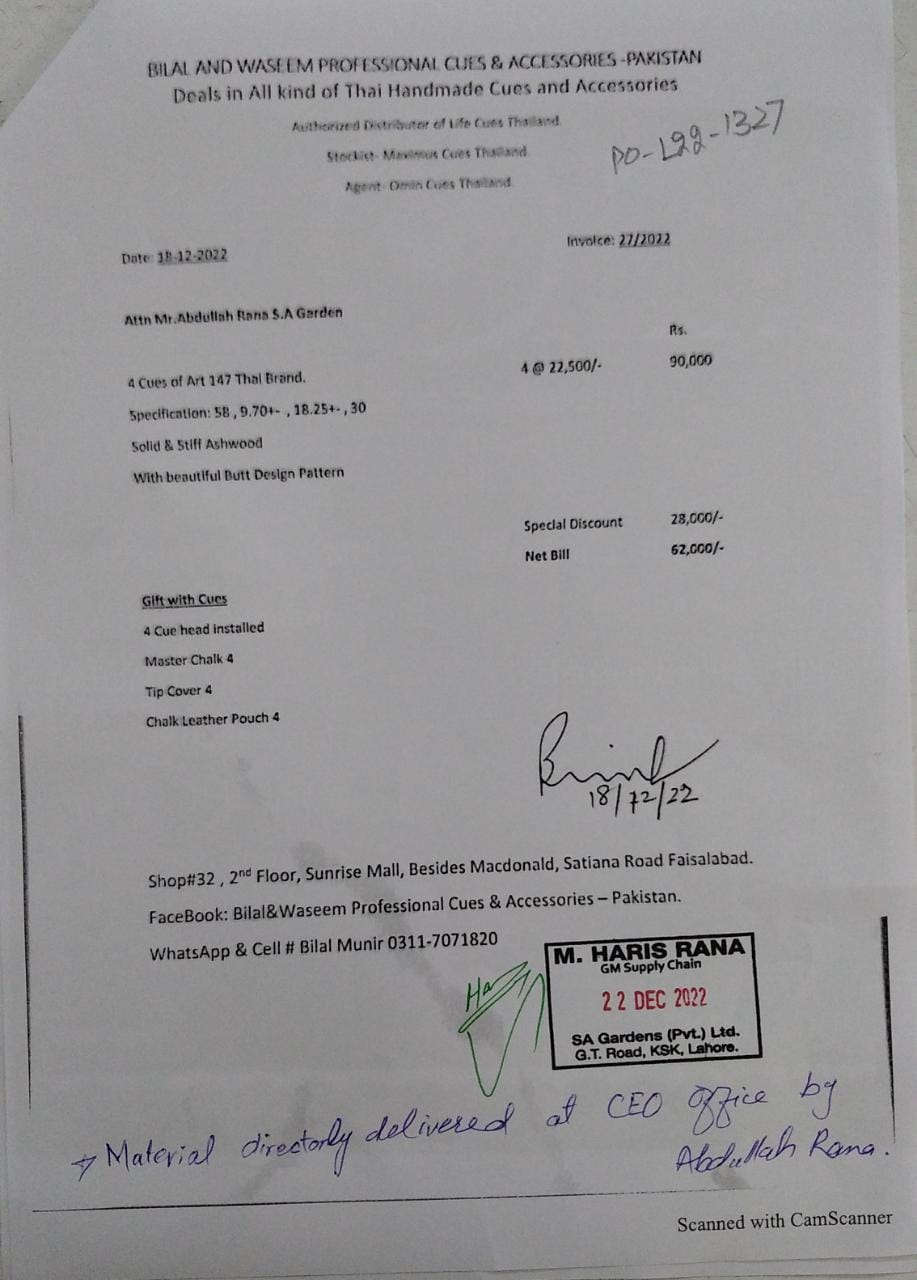 BILAL AND WASEEM PROFESSIONAL CUES & ACCESSORIES -PAKISTAN
Deals in All kind of Thai Handmade Cues and Accessories
Authorized Distributor of Life Cues Thailand.
PO-L22-1327
Stockist- Maximus Cues Thailand.
Agent- Omin Cues Thailand.
Invoice: 27/2022
Date: 18-12-2022
Attn Mr.Abdullah Rana S.A Garden
Rs.
4 Cues of Art 147 Thai Brand. 4 @ 22,500/- 90,000
Specification: 58 , 9.70+- , 18.25+- , 30
Solid & Stiff Ashwood
With beautiful Butt Design Pattern
Special Discount 28,000/-
Net Bill 62,000/-
Gift with Cues
4 Cue head installed
Master Chalk 4
Tip Cover 4
Chalk Leather Pouch 4
18/12/22
Shop#32 , 2nd Floor, Sunrise Mall, Besides Macdonald, Satiana Road Faisalabad.
FaceBook: Bilal&Waseem Professional Cues & Accessories – Pakistan.
WhatsApp & Cell # Bilal Munir 0311-7071820
M. HARIS RANA
GM Supply Chain
22 DEC 2022
SA Gardens (Pvt.) Ltd.
G.T. Road, KSK, Lahore.
→ Material directorly delivered at CEO office by
Abdullah Rana.
Scanned with CamScanner